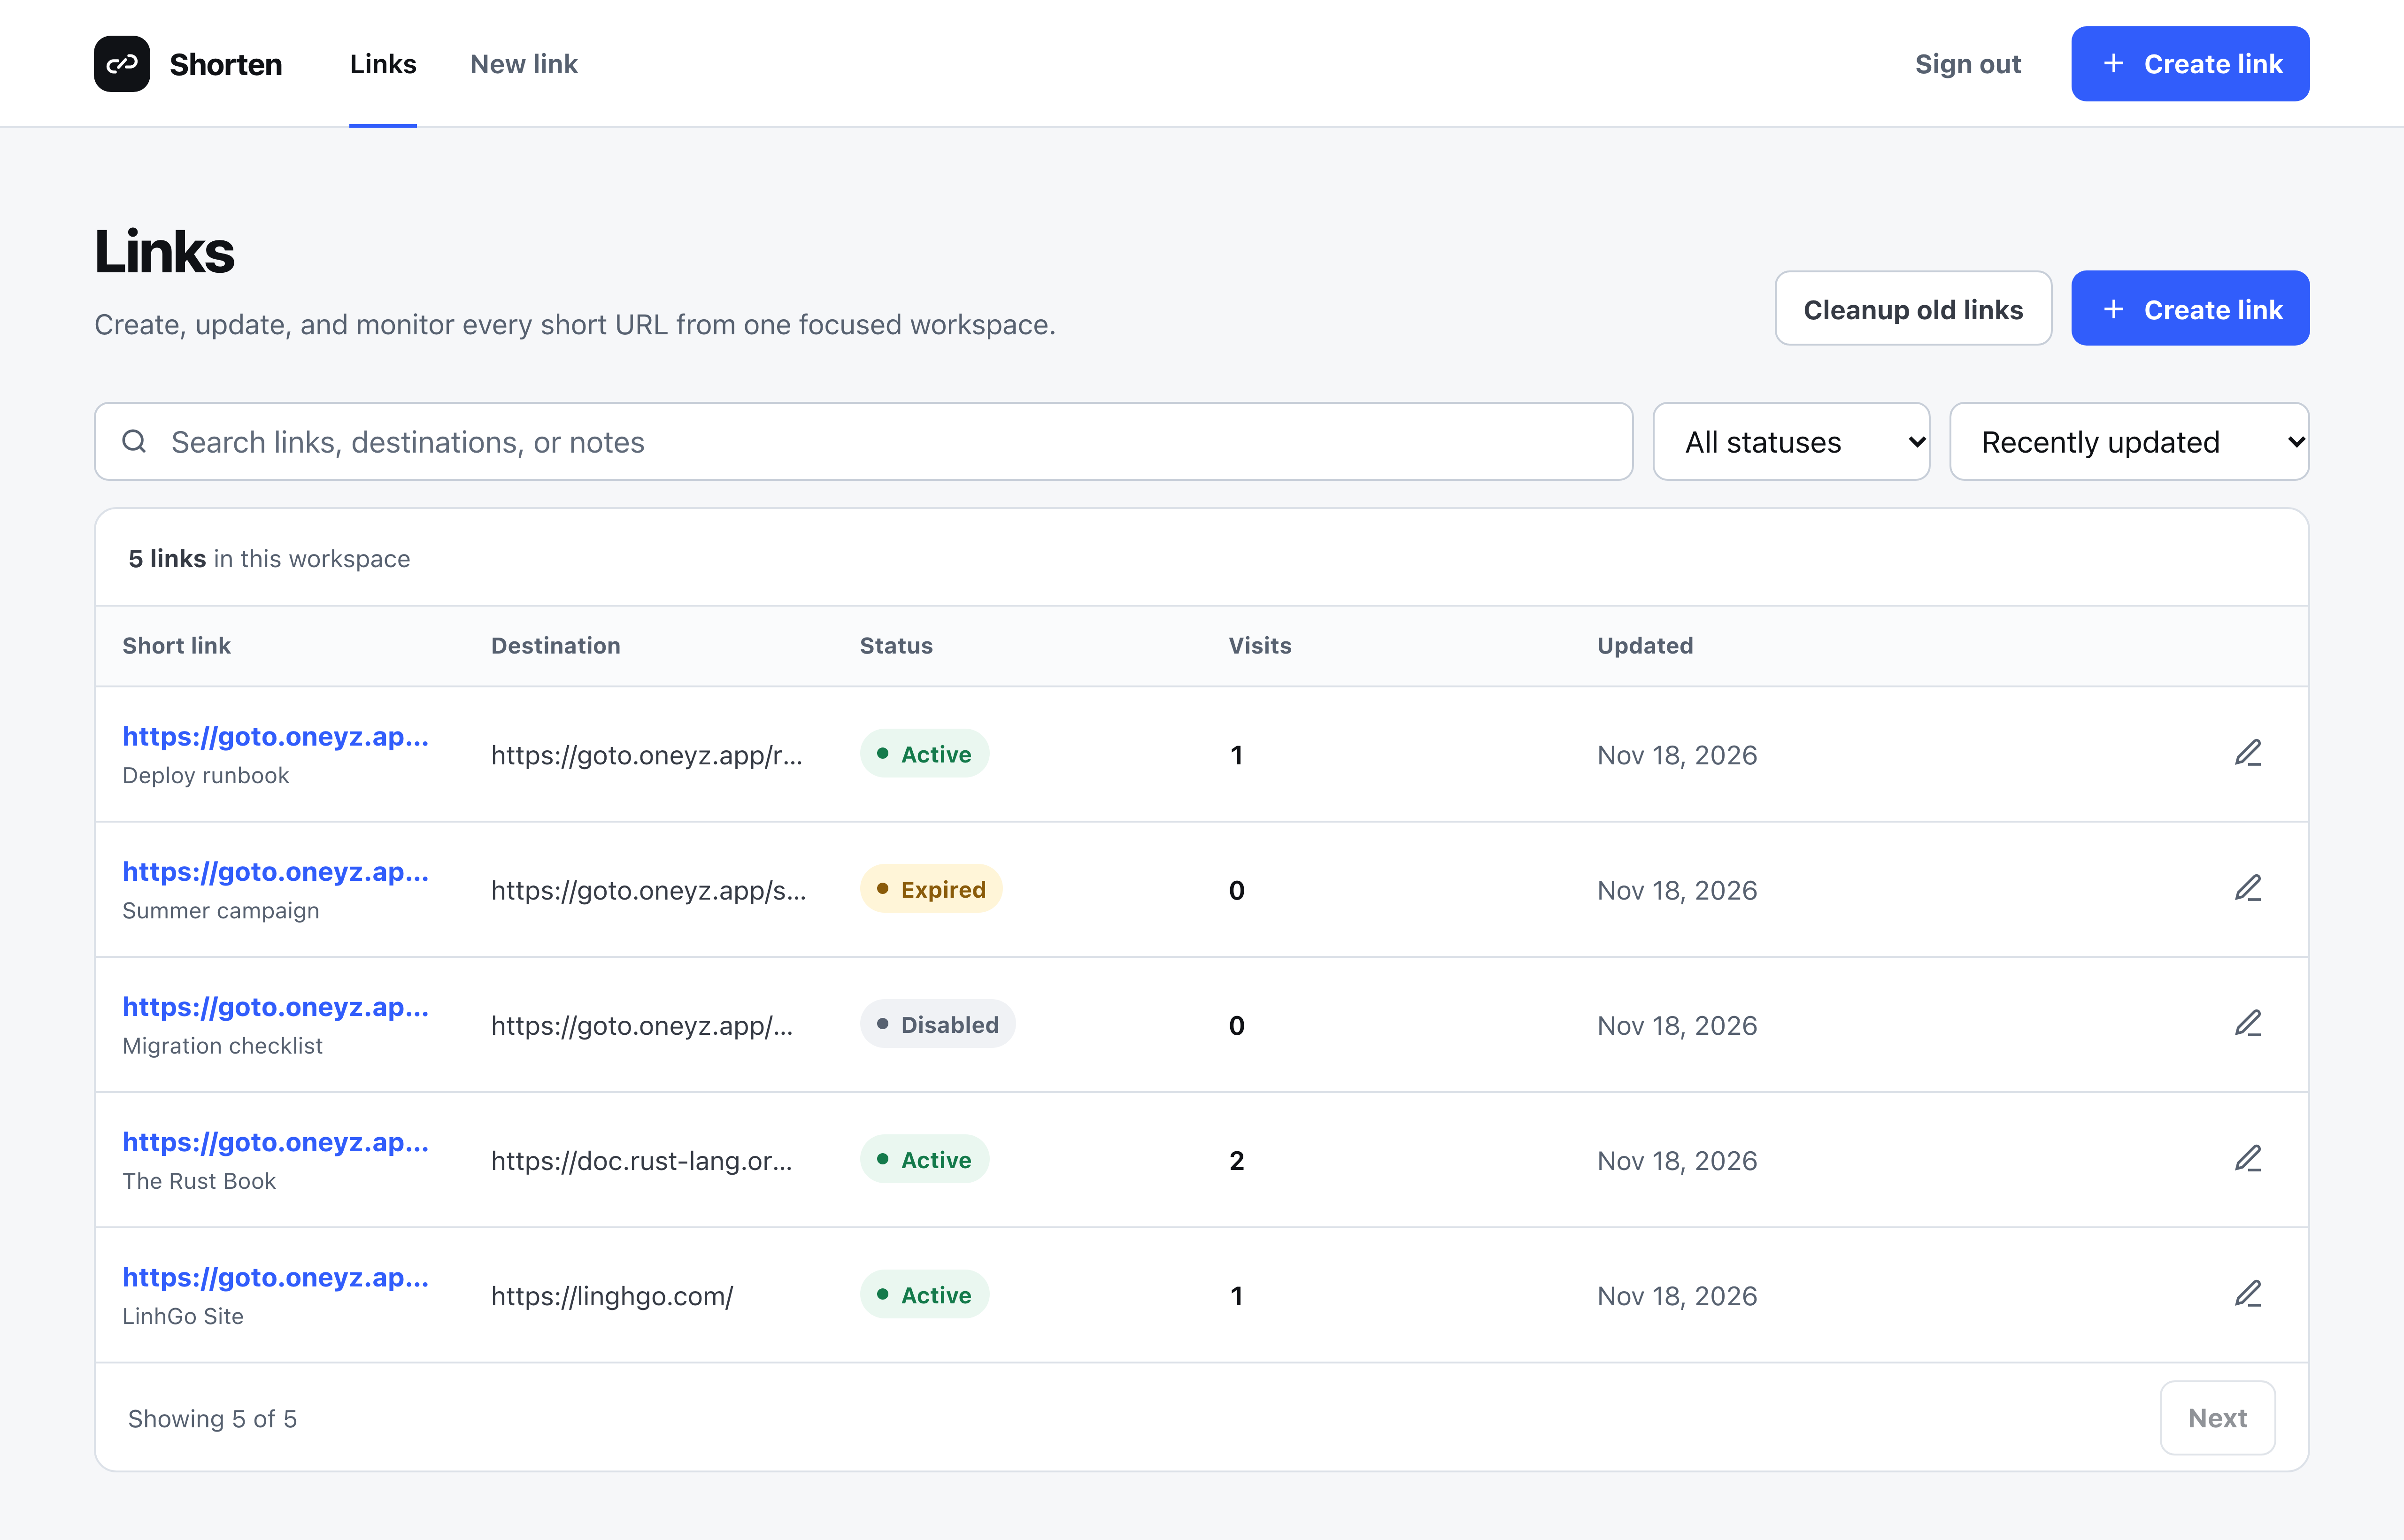 Shorten
Links
New link
Sign out
+ Create link
Links
Create, update, and monitor every short URL from one focused workspace.
Cleanup old links
+ Create link
Search links, destinations, or notes
All statuses
Recently updated
5 links in this workspace
Short link Destination Status Visits Updated
https://goto.oneyz.ap...
Deploy runbook
https://goto.oneyz.app/r... Active 1 Nov 18, 2026
https://goto.oneyz.ap...
Summer campaign
https://goto.oneyz.app/s... Expired 0 Nov 18, 2026
https://goto.oneyz.ap...
Migration checklist
https://goto.oneyz.app/... Disabled 0 Nov 18, 2026
https://goto.oneyz.ap...
The Rust Book
https://doc.rust-lang.or... Active 2 Nov 18, 2026
https://goto.oneyz.ap...
LinhGo Site
https://linghgo.com/ Active 1 Nov 18, 2026
Showing 5 of 5
Next